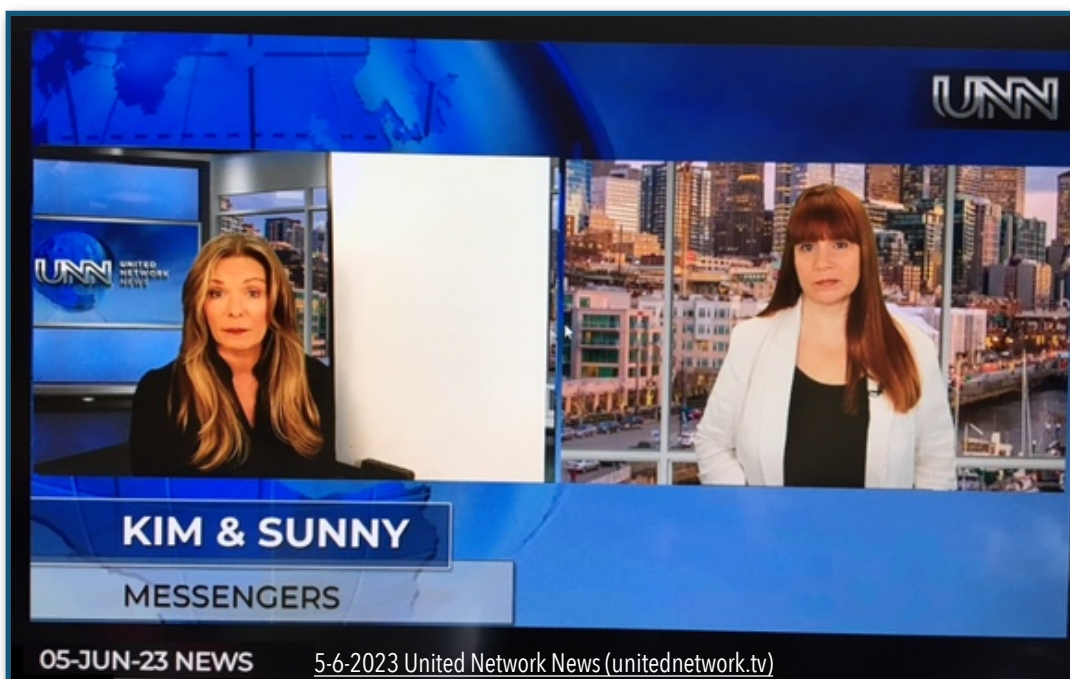 UNN
UNN UNITED
NETWORK
NEWS
KIM & SUNNY
MESSENGERS
05-JUN-23 NEWS
5-6-2023 United Network News (unitednetwork.tv)